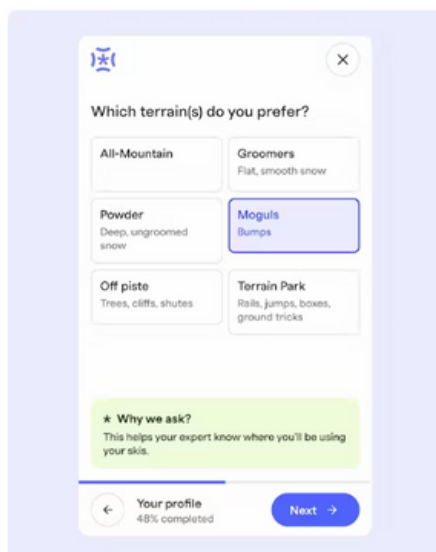 Which terrain(s) do you prefer?
All-Mountain
Groomers
Flat, smooth snow
Powder
Deep, ungroomed
snow
Moguls
Bumps
Off piste
Trees, cliffs, shutes
Terrain Park
Rails, jumps, boxes,
ground tricks
* Why we ask?
This helps your expert know where you'll be using
your skis.
Your profile
48% completed
Next →